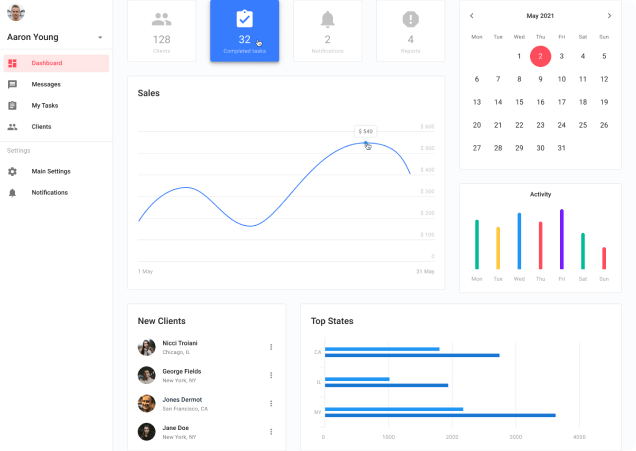 Aaron Young
Dashboard
Messages
My Tasks
Clients
Settings
Main Settings
Notifications
128
Clients
32
Completed tasks
2
Notifications
4
Reports
Sales
$ 600
$ 549
$ 500
$ 400
$ 300
$ 200
$ 100
0
1 May
31 May
May 2021
Mon Tue Wed Thu Fri Sat Sun
1 2 3 4 5
6 7 8 9 10 11 12
13 14 15 16 17 18 19
20 21 22 23 24 25 26
27 28 29 30 31
Activity
Mon Tue Wed Thu Fri Sat Sun
New Clients
Nicci Troiani
Chicago, IL
George Fields
New York, NY
Jones Dermot
San Francisco, CA
Jane Doe
New York, NY
Top States
CA
IL
NY
0 1000 2000 3000 4000